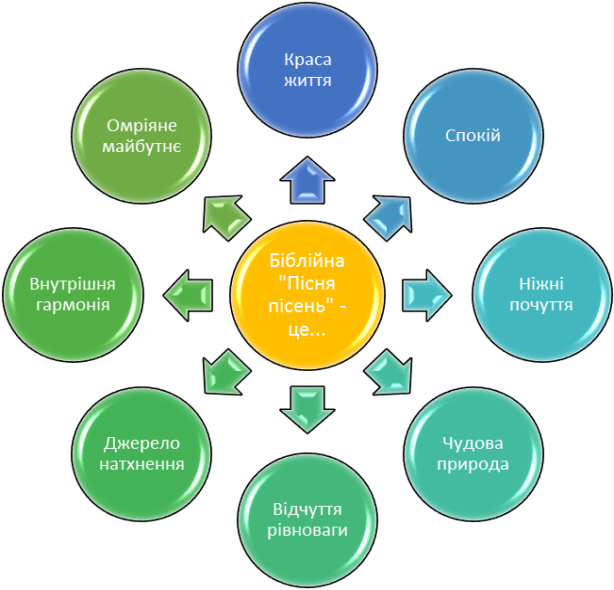 Краса
життя
Спокій
Ніжні
почуття
Чудова
природа
Відчуття
рівноваги
Джерело
натхнення
Внутрішня
гармонія
Омріяне
майбутнє
Біблійна
"Пісня
пісень" -
це...